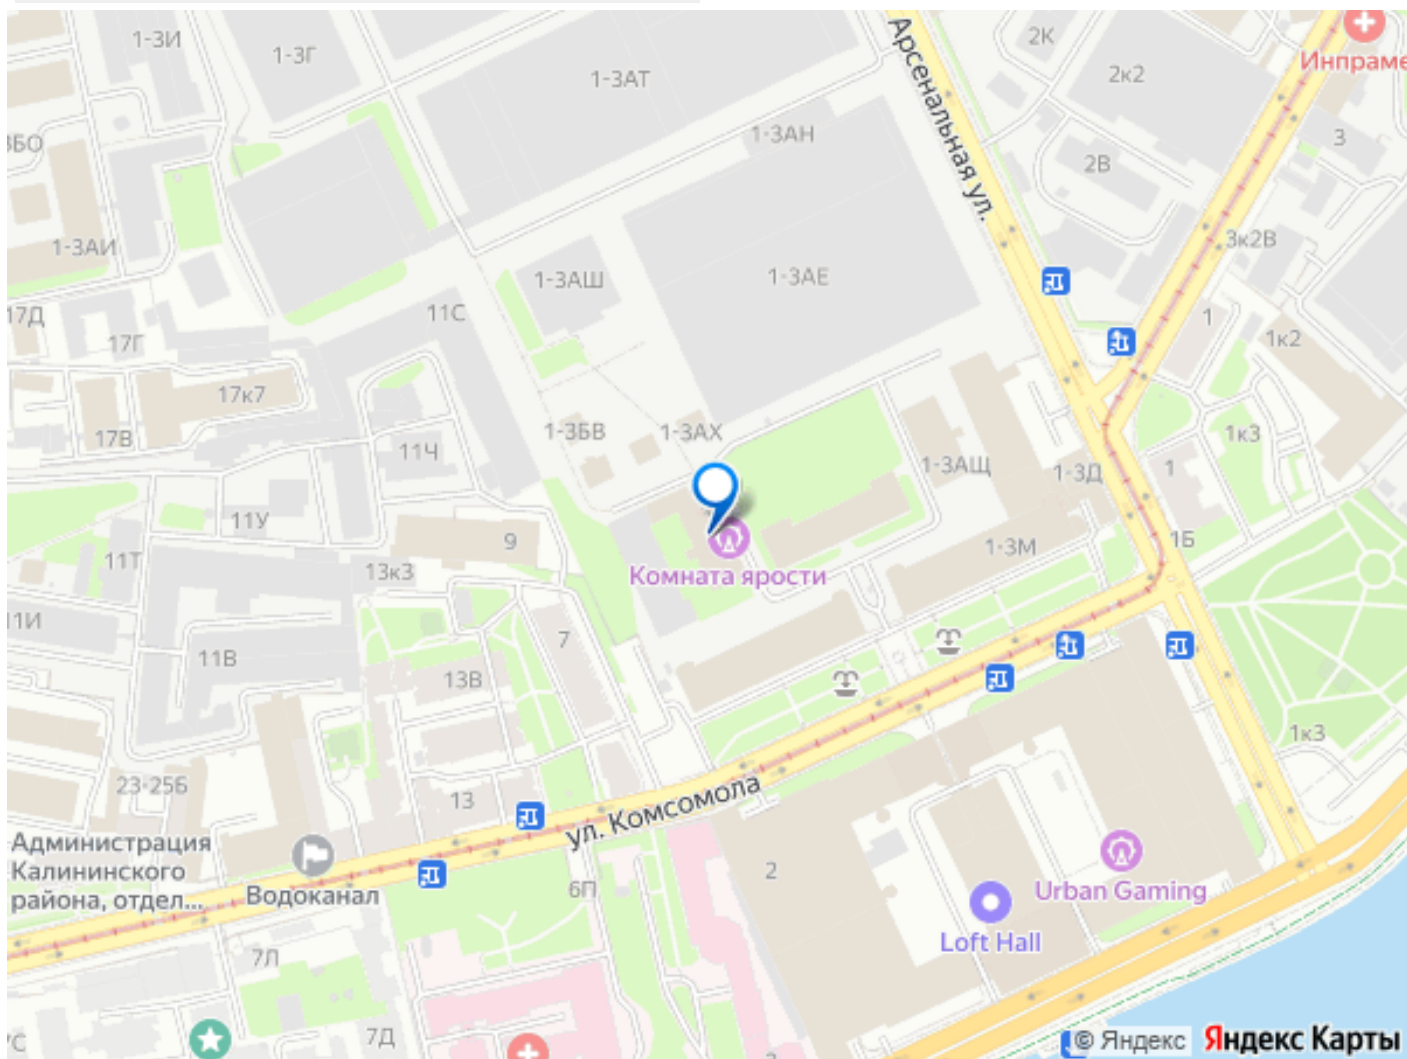 1-3И
1-3Г
1-3АТ
Арсенальная ул.
2К
2к2
Инпраме
3БО
1-3АН
2В
3
1-3АИ
1-3АШ
1-3АЕ
3к2В
17Д
17Г
11С
1
1к2
17к7
17В
11Ч
1-3БВ
1-3АХ
1-3АЩ
1-3Д
1
1к3
11У
11Т
9
13к3
Комната ярости
1-3М
1Б
11И
11В
7
13В
1к3
23-25Б
13
ул. Комсомола
Администрация
Калининского
района, отдел...
Водоканал
6П
2
Urban Gaming
Loft Hall
7Л
7Д
© Яндекс
Яндекс Карты